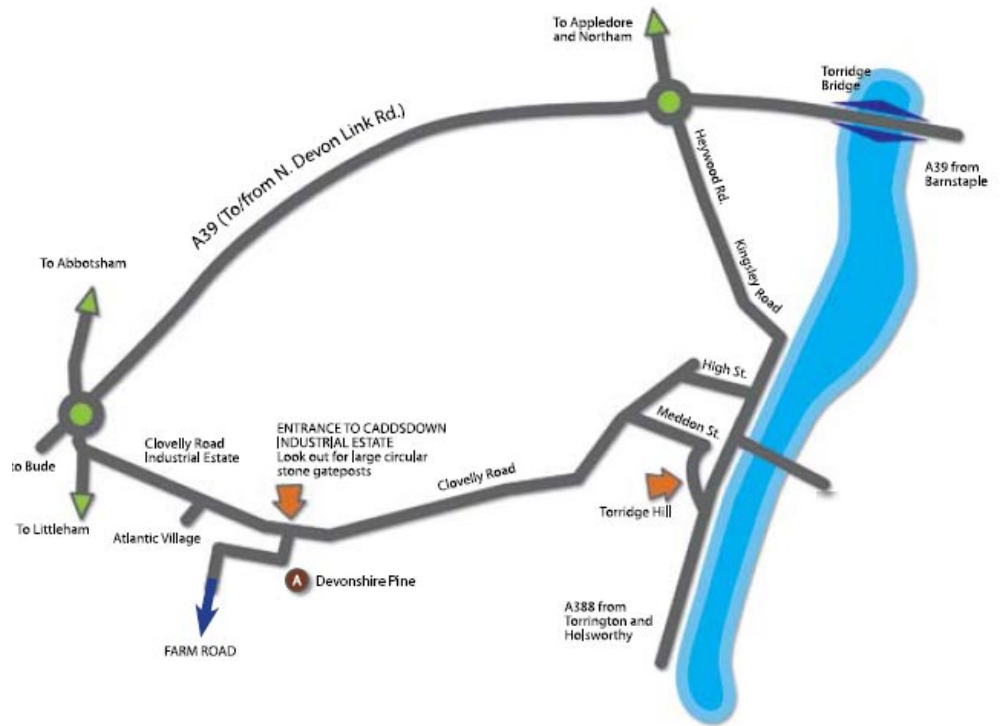 To Appledore
and Northam
Torridge
Bridge
A39 from
Barnstaple
A39 (To/from N. Devon Link Rd.)
Heywood Rd.
Kingsley Road
To Abbotsham
High St.
Meddon St.
ENTRANCE TO CADDSDOWN
INDUSTRIAL ESTATE
Look out for large circular
stone gateposts
Clovelly Road
Industrial Estate
to Bude
Clovelly Road
Torridge Hill
To Littleham
Atlantic Village
A
Devonshire Pine
A388 from
Torrington and
Holsworthy
FARM ROAD